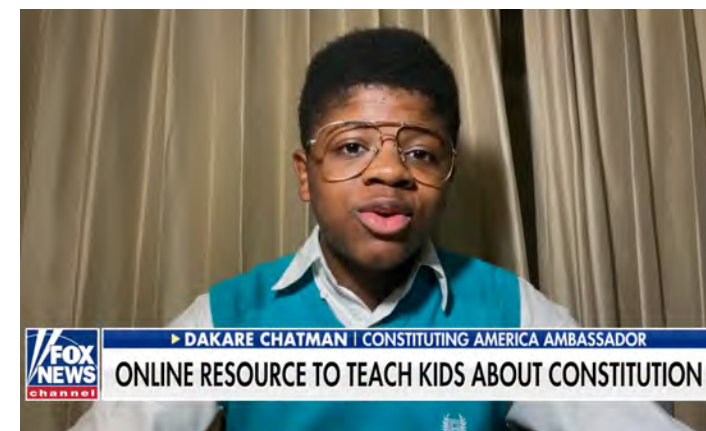 DAKARE CHATMAN | CONSTITUTING AMERICA AMBASSADOR
FOX
NEWS
channel
ONLINE RESOURCE TO TEACH KIDS ABOUT CONSTITUTION